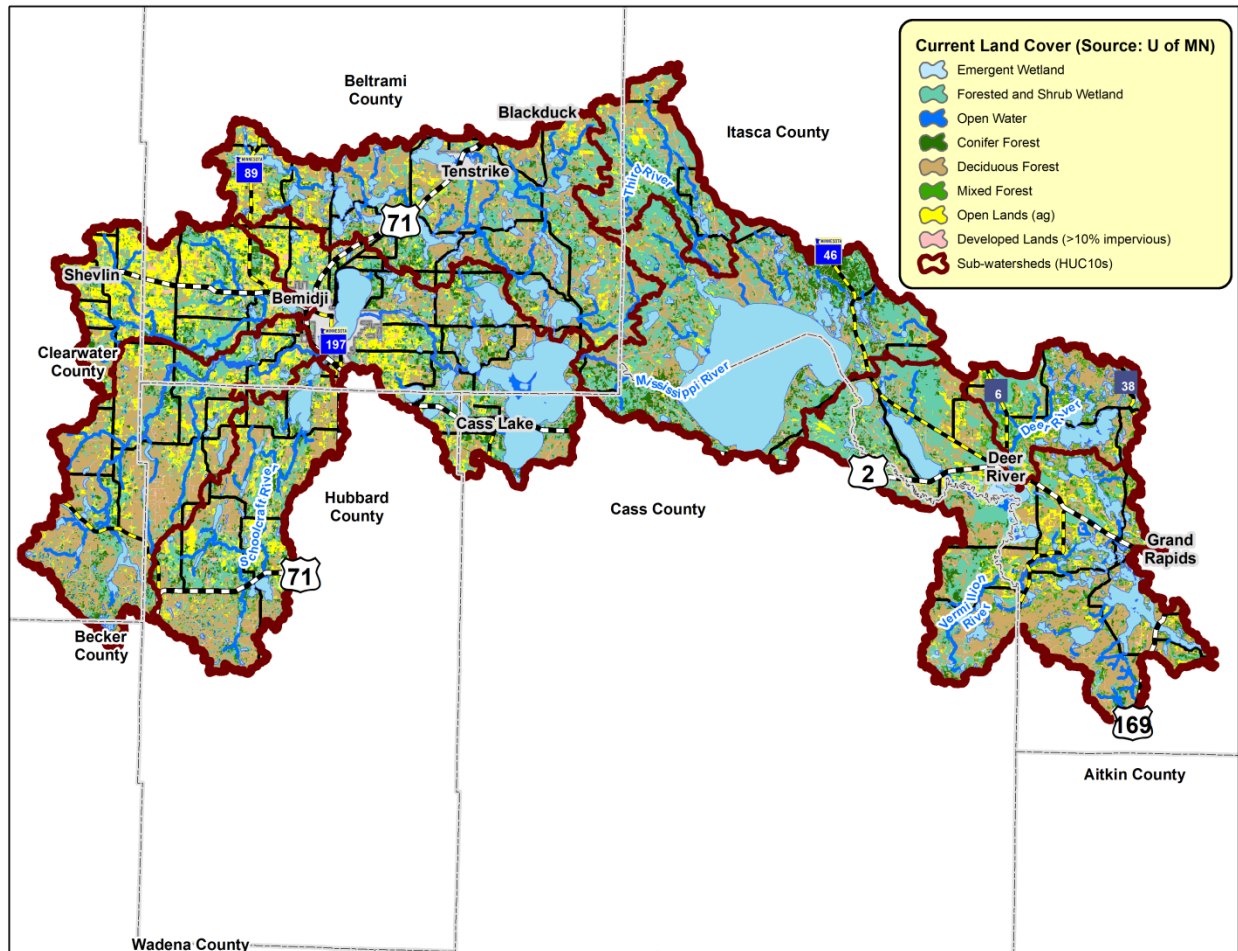 Current Land Cover (Source: U of MN)
Emergent Wetland
Forested and Shrub Wetland
Open Water
Conifer Forest
Deciduous Forest
Mixed Forest
Open Lands (ag)
Developed Lands (>10% impervious)
Sub-watersheds (HUC10s)
Beltrami
County
Blackduck
Itasca County
Tenstrike
MINNESOTA
89
71
Third River
MINNESOTA
46
Shevlin
Bemidji
MINNESOTA
197
Clearwater
County
Mississippi River
6
38
Deer River
Cass Lake
2
Deer
River
Schoolcraft River
Hubbard
County
Cass County
Grand
Rapids
71
Vermillion
River
Becker
County
169
Aitkin County
Wadena County